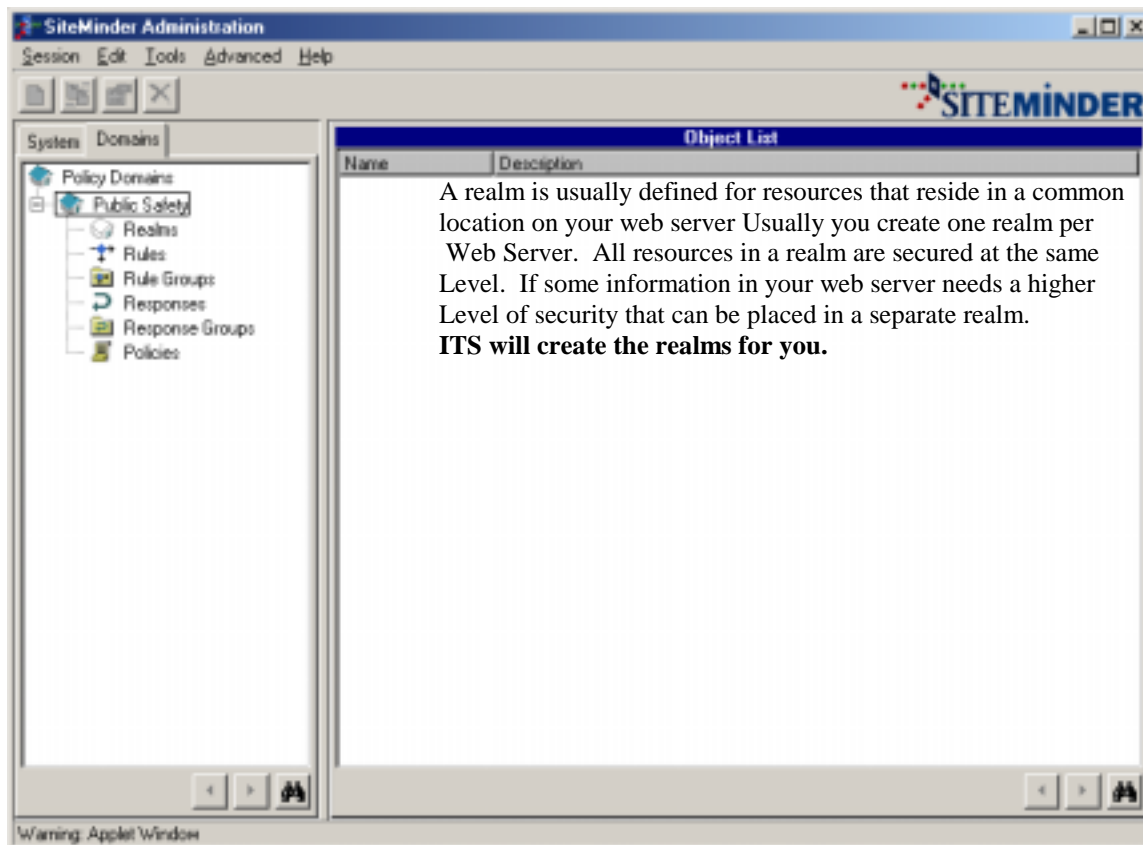 SiteMinder Administration
Session Edit Tools Advanced Help
SITEMINDER
System Domains
Object List
Name Description
Policy Domains
Public Safety
Realms
Rules
Rule Groups
Responses
Response Groups
Policies
A realm is usually defined for resources that reside in a common
location on your web server Usually you create one realm per
Web Server. All resources in a realm are secured at the same
Level. If some information in your web server needs a higher
Level of security that can be placed in a separate realm.
ITS will create the realms for you.
Warning: Applet Window